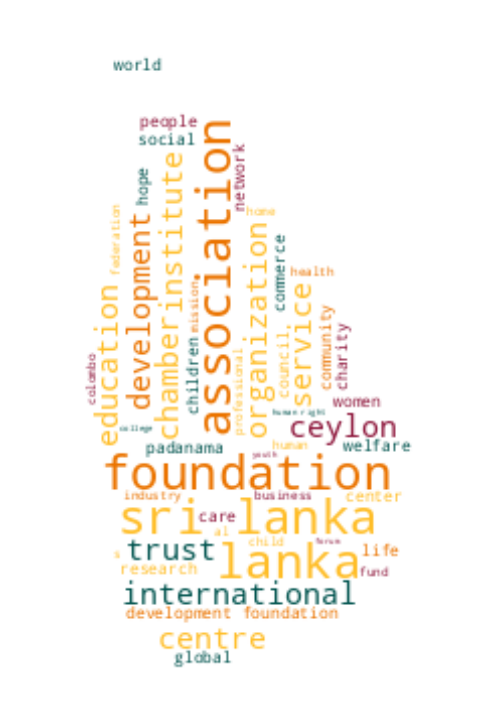 world
people
social
association
network
hope
institute
home
federation
development
organization
commerce
health
mission
chamber
service
education
community
children
council
charity
professional
colombo
women
human right
ceylon
college
padanama
human
welfare
youth
foundation
industry
business
center
sri lanka
care
al
trust
child
forum
life
s
lanka
research
fund
international
development foundation
centre
global